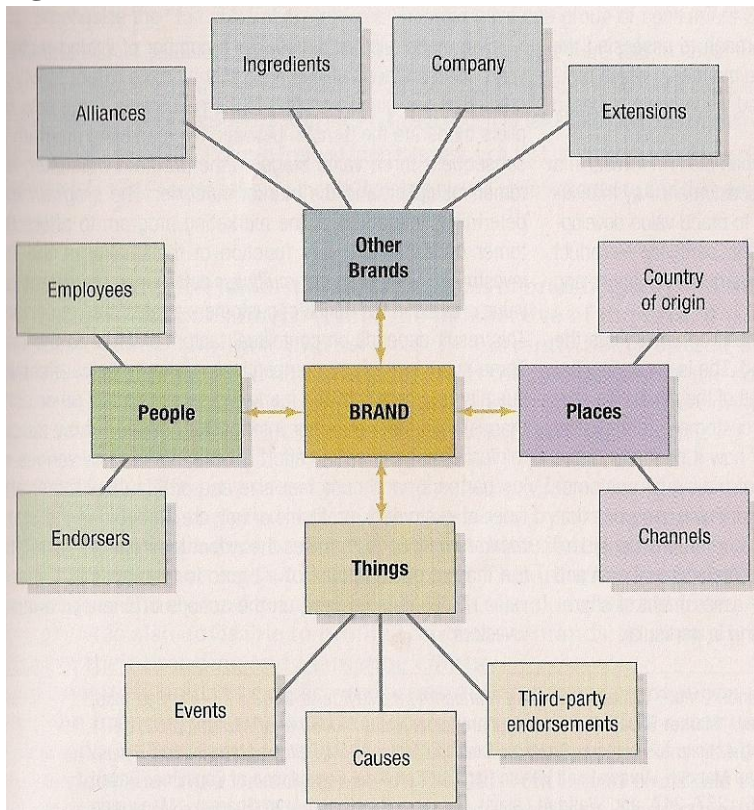 Ingredients
Company
Alliances
Extensions
Other
Brands
Employees
Country
of origin
People
BRAND
Places
Endorsers
Channels
Things
Events
Causes
Third-party
endorsements